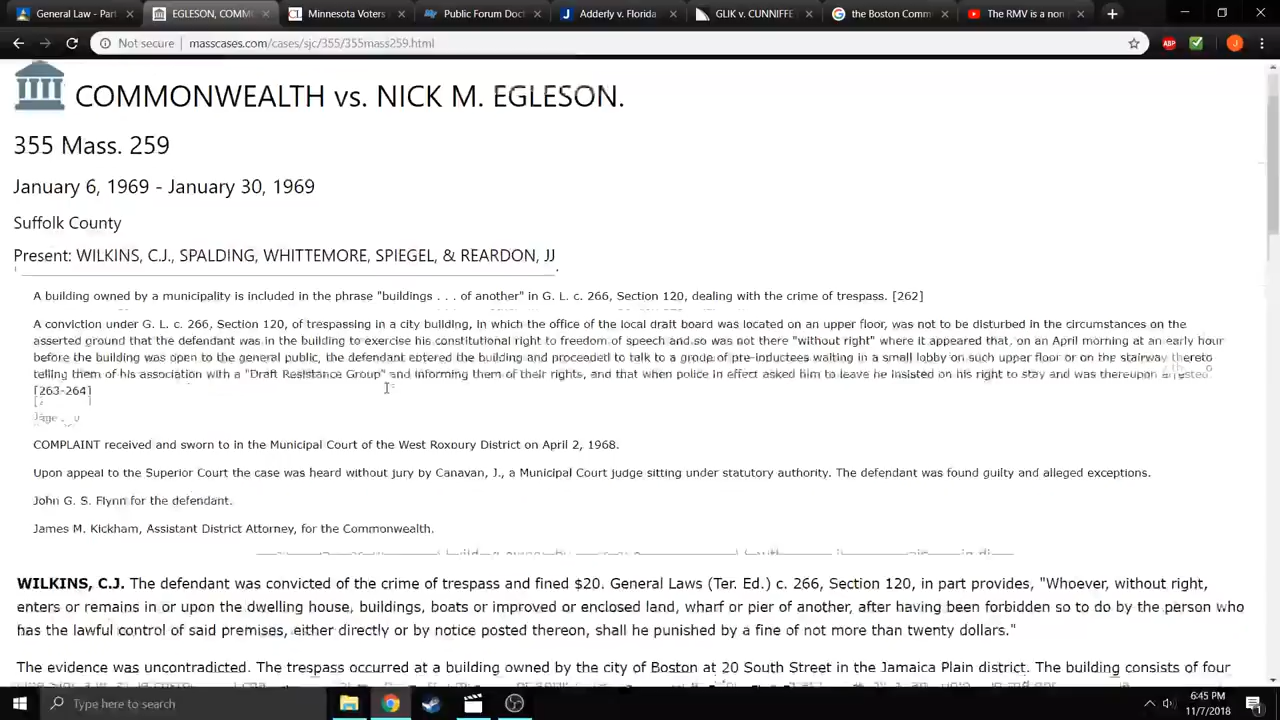 General Law - Part
EGLESON, COMM
Minnesota Voters
Public Forum Doct
Adderly v. Florida
GLIK v. CUNNIFFE
the Boston Comm
The RMV is a non
Not secure masscases.com/cases/sjc/355/355mass259.html
ABP
J
COMMONWEALTH vs. NICK M. EGLESON.
355 Mass. 259
January 6, 1969 - January 30, 1969
Suffolk County
Present: WILKINS, C.J., SPALDING, WHITTEMORE, SPIEGEL, & REARDON, JJ.
A building owned by a municipality is included in the phrase "buildings . . . of another" in G. L. c. 266, Section 120, dealing with the crime of trespass. [262]
A conviction under G. L. c. 266, Section 120, of trespassing in a city building, in which the office of the local draft board was located on an upper floor, was not to be disturbed in the circumstances on the
asserted ground that the defendant was in the building to exercise his constitutional right to freedom of speech and so was not there "without right" where it appeared that, on an April morning at an early hour
before the building was open to the general public, the defendant entered the building and proceeded to talk to a group of pre-inductees waiting in a small lobby on such upper floor or on the stairway thereto
telling them of his association with a "Draft Resistance Group" and informing them of their rights, and that when police in effect asked him to leave he insisted on his right to stay and was thereupon arrested.
[263-264]
COMPLAINT received and sworn to in the Municipal Court of the West Roxbury District on April 2, 1968.
Upon appeal to the Superior Court the case was heard without jury by Canavan, J., a Municipal Court judge sitting under statutory authority. The defendant was found guilty and alleged exceptions.
John G. S. Flynn for the defendant.
James M. Kickham, Assistant District Attorney, for the Commonwealth.
WILKINS, C.J. The defendant was convicted of the crime of trespass and fined $20. General Laws (Ter. Ed.) c. 266, Section 120, in part provides, "Whoever, without right,
enters or remains in or upon the dwelling house, buildings, boats or improved or enclosed land, wharf or pier of another, after having been forbidden so to do by the person who
has the lawful control of said premises, either directly or by notice posted thereon, shall he punished by a fine of not more than twenty dollars."
The evidence was uncontradicted. The trespass occurred at a building owned by the city of Boston at 20 South Street in the Jamaica Plain district. The building consists of four
Type here to search
6:45 PM
11/7/2018